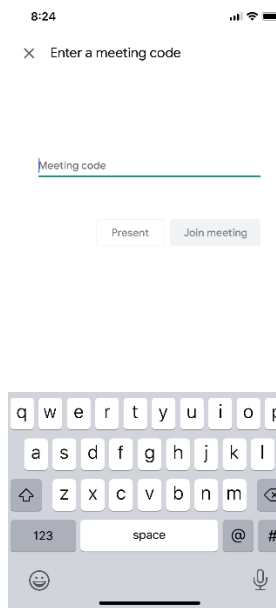 8:24
Enter a meeting code
Meeting code
Present
Join meeting
q w e r t y u i o p
a s d f g h j k l
z x c v b n m
123 space @ #